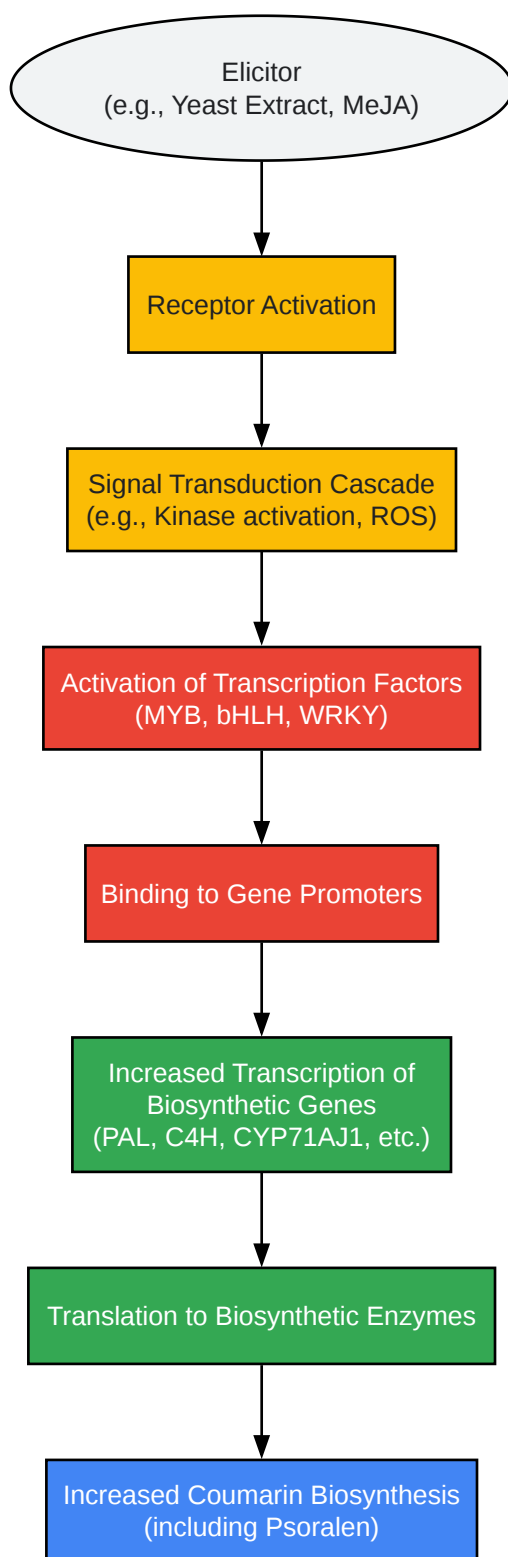 Elicitor
(e.g., Yeast Extract, MeJA)
Receptor Activation
Signal Transduction Cascade
(e.g., Kinase activation, ROS)
Activation of Transcription Factors
(MYB, bHLH, WRKY)
Binding to Gene Promoters
Increased Transcription of
Biosynthetic Genes
(PAL, C4H, CYP71AJ1, etc.)
Translation to Biosynthetic Enzymes
Increased Coumarin Biosynthesis
(including Psoralen)